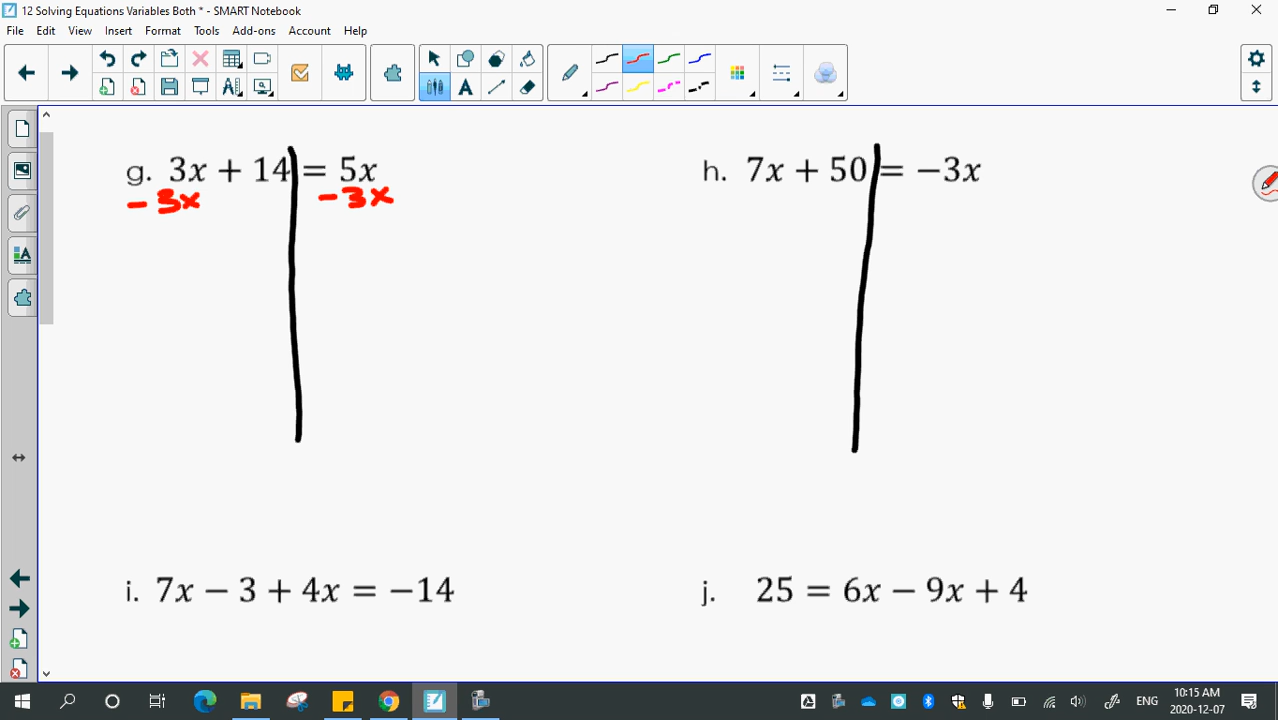 12 Solving Equations Variables Both * - SMART Notebook
File Edit View Insert Format Tools Add-ons Account Help
g. 3x + 14 = 5x
- 3x - 3x
h. 7x + 50 = −3x
i. 7x − 3 + 4x = −14
j. 25 = 6x − 9x + 4
ENG
10:15 AM
2020-12-07